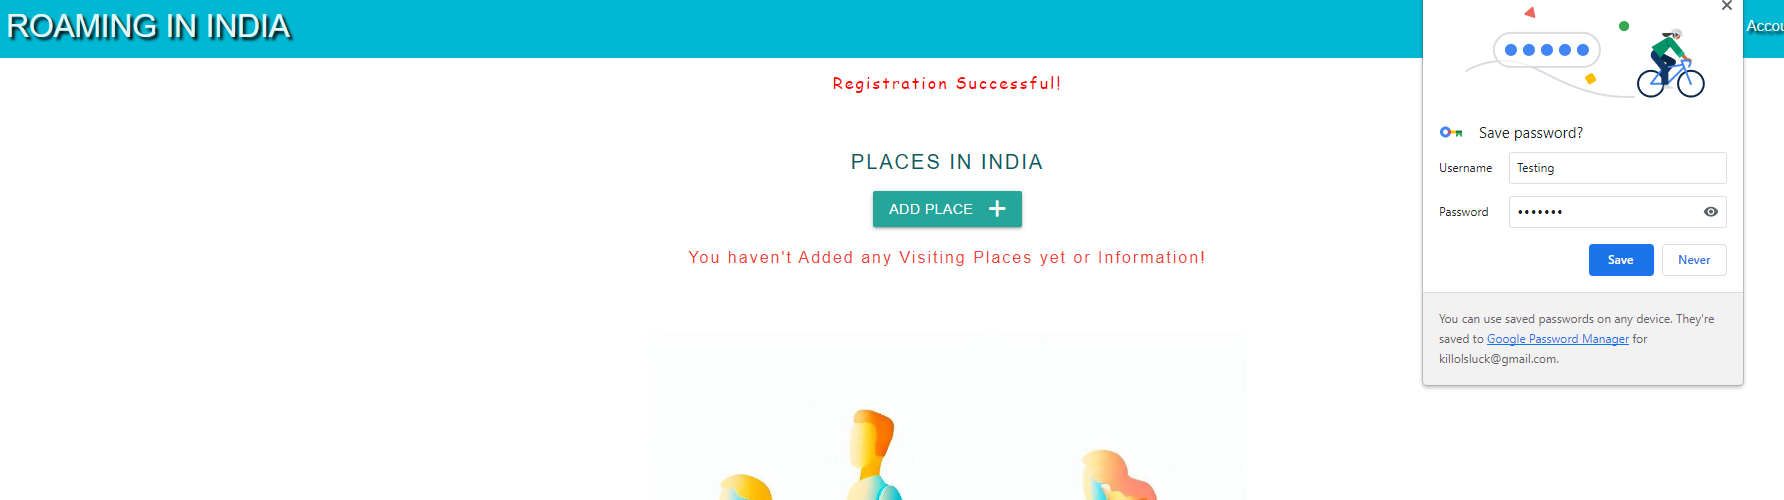 ROAMING IN INDIA
Registration Successful!
PLACES IN INDIA
ADD PLACE +
You haven't Added any Visiting Places yet or Information!
Save password?
Username Testing
Password •••••••
Save Never
You can use saved passwords on any device. They're
saved to Google Password Manager for
killolsluck@gmail.com.